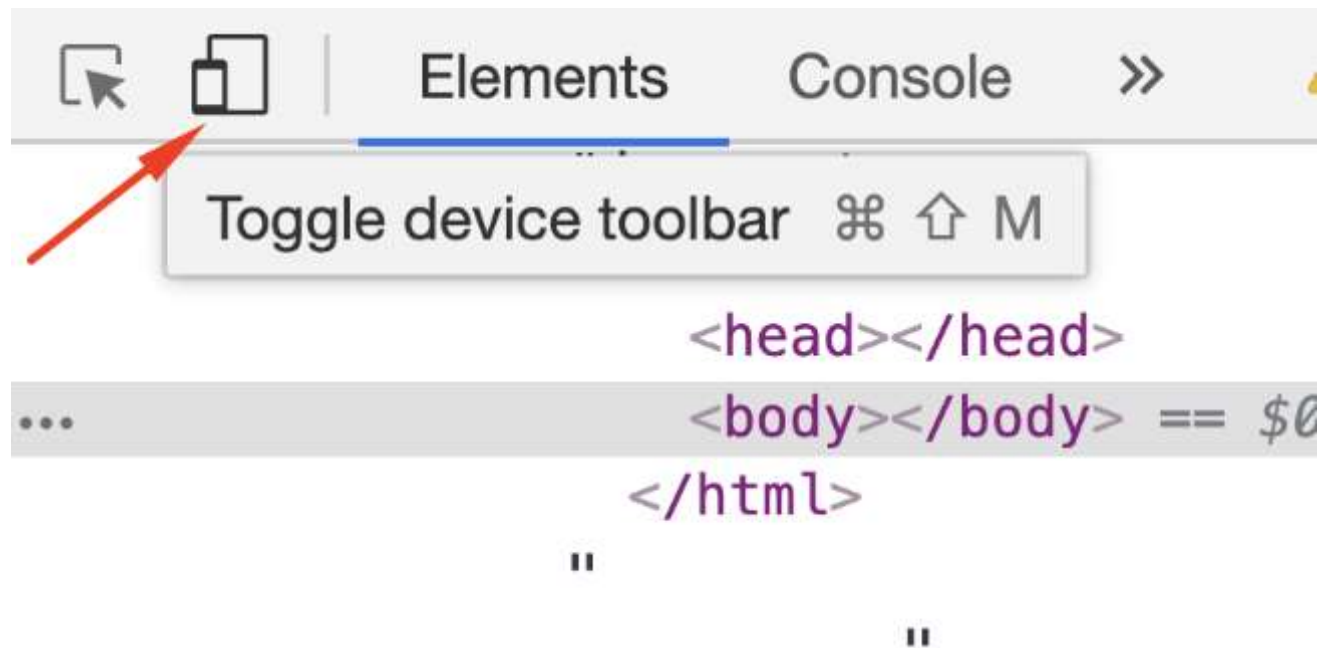 Elements Console »
Toggle device toolbar ⌘ ⇧ M
<head></head>
… <body></body> == $0
</html>
"
"